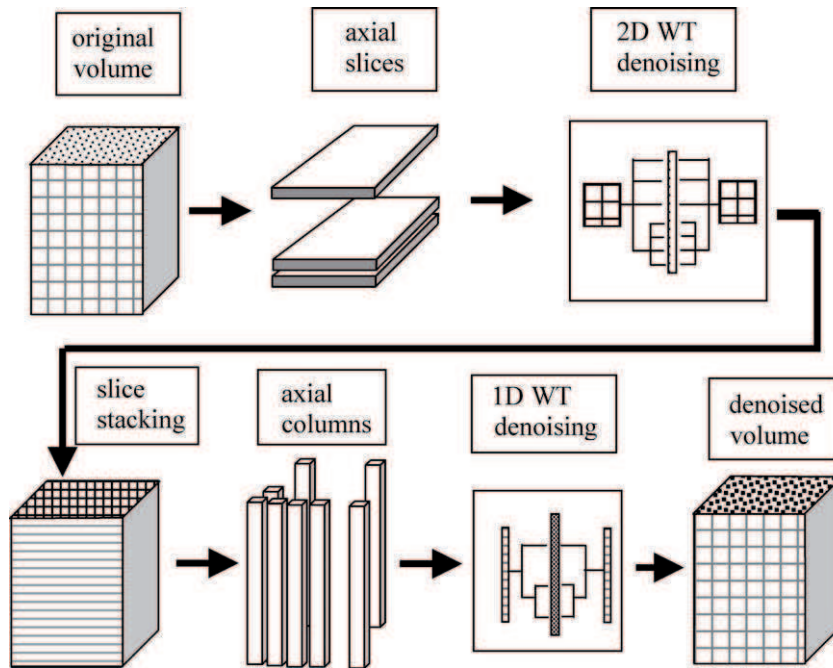 original
volume
axial
slices
2D WT
denoising
slice
stacking
axial
columns
1D WT
denoising
denoised
volume